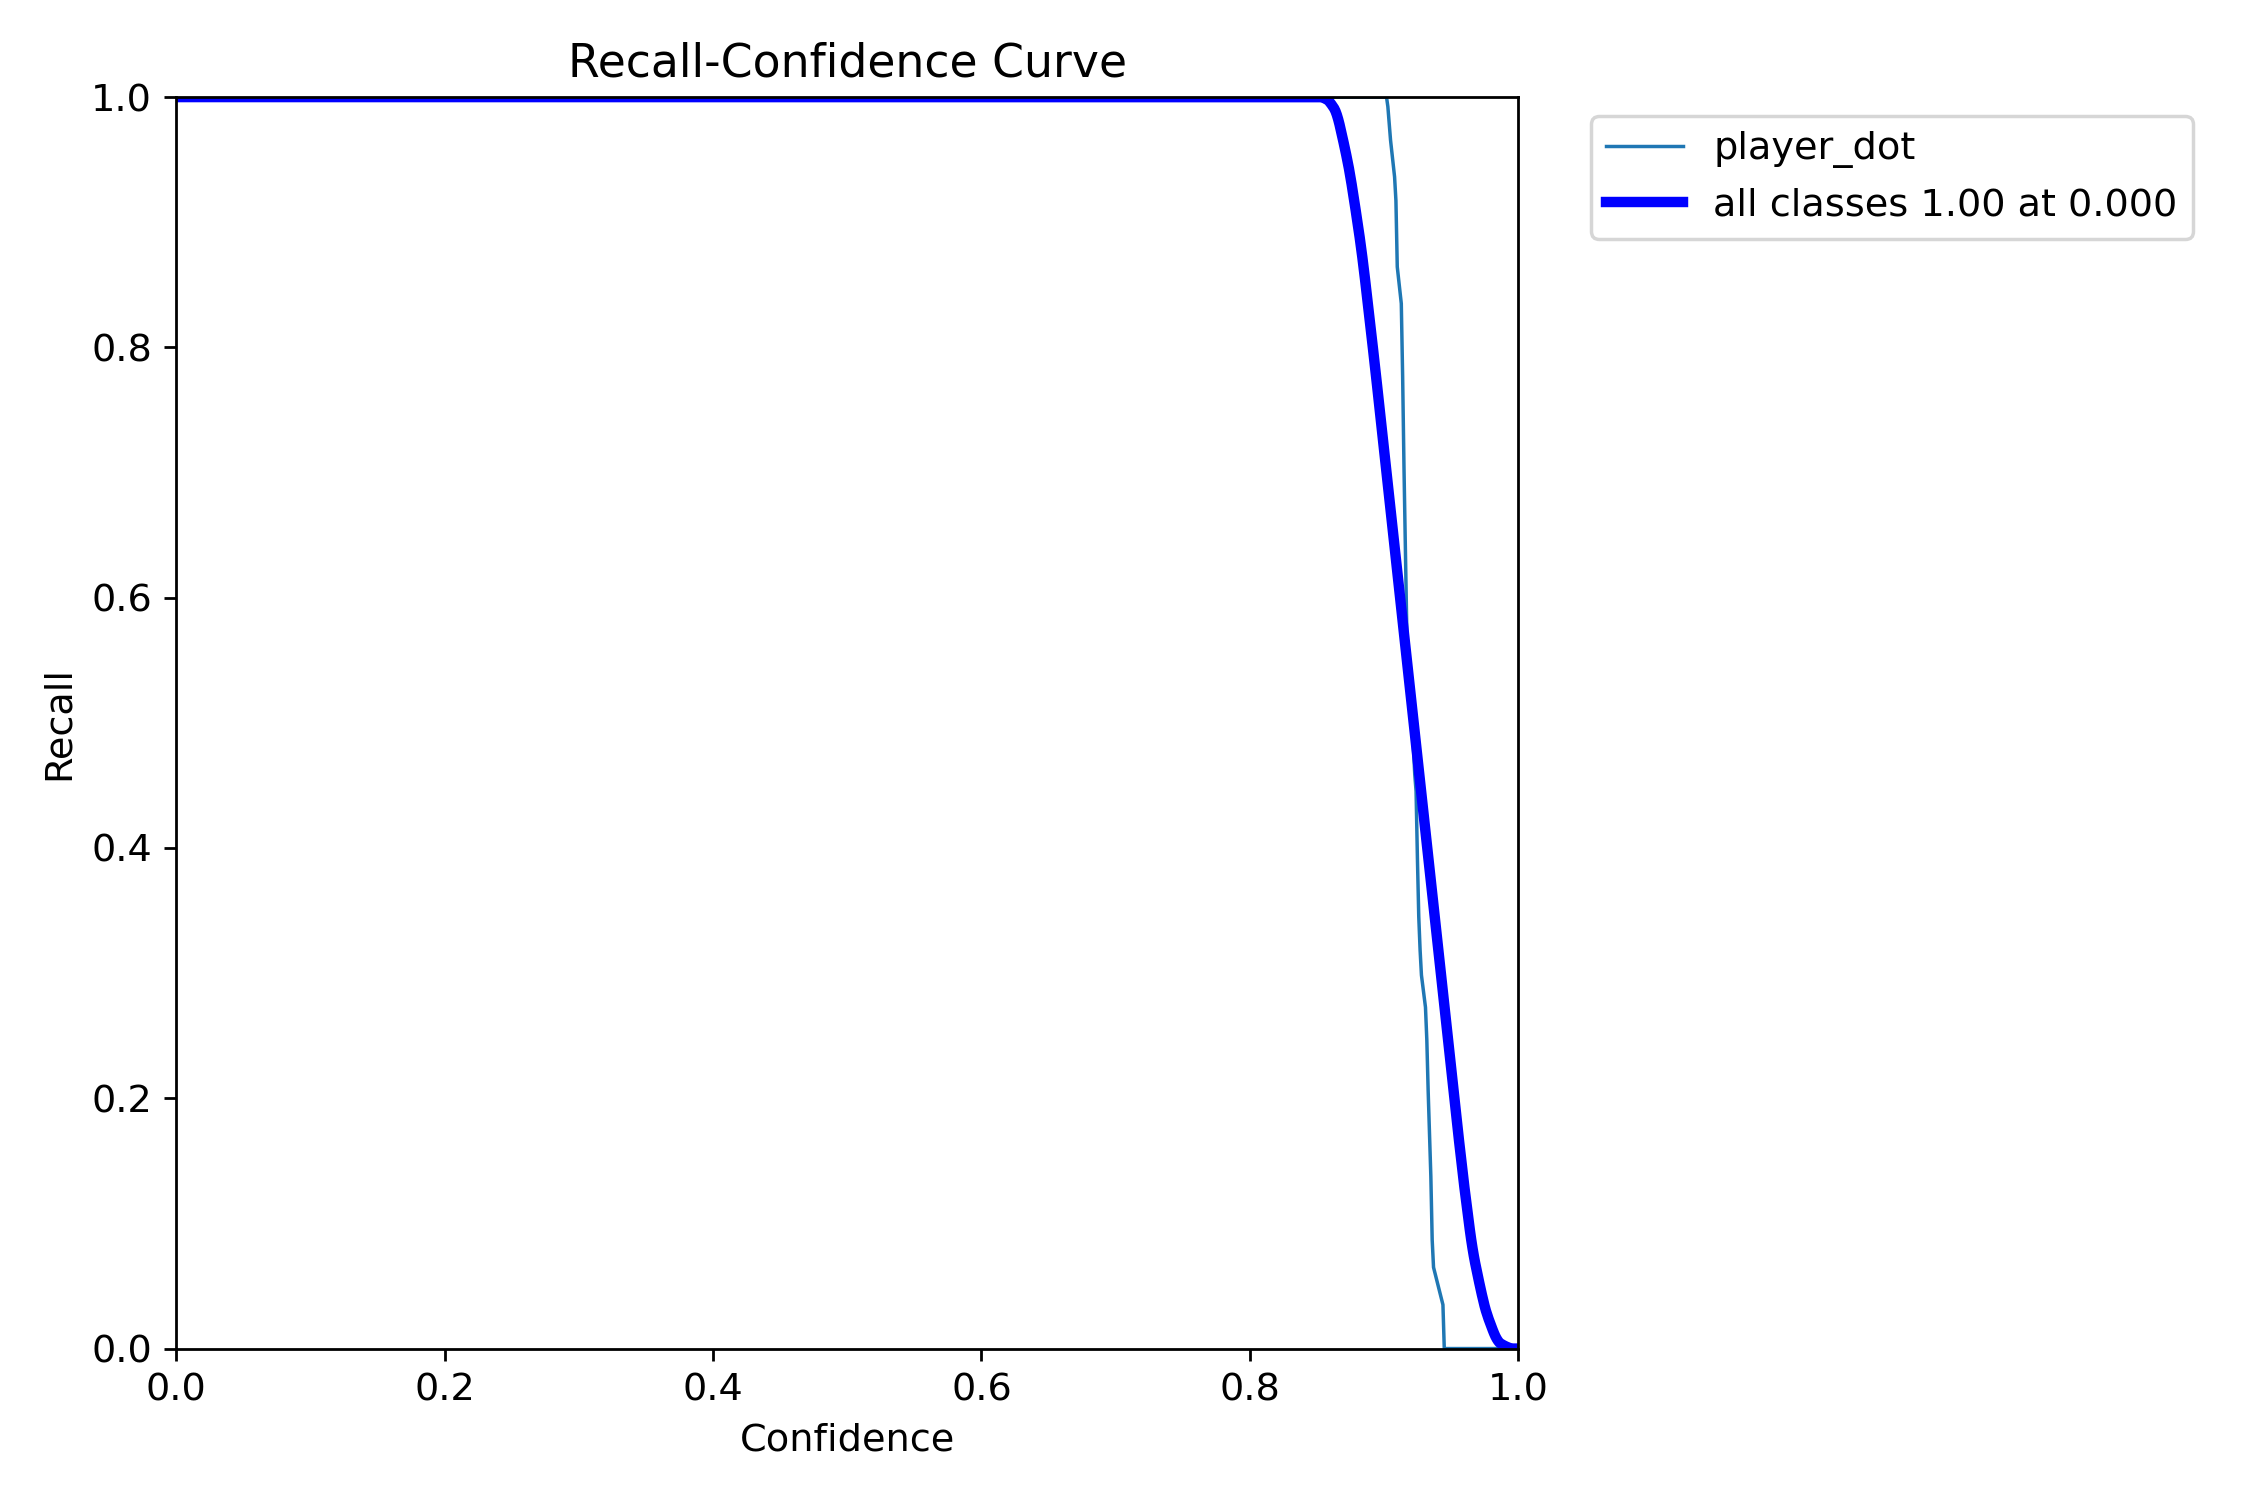 Recall-Confidence Curve
1.0
0.8
0.6
0.4
0.2
0.0
Recall
0.0 0.2 0.4 0.6 0.8 1.0
Confidence
player_dot
all classes 1.00 at 0.000